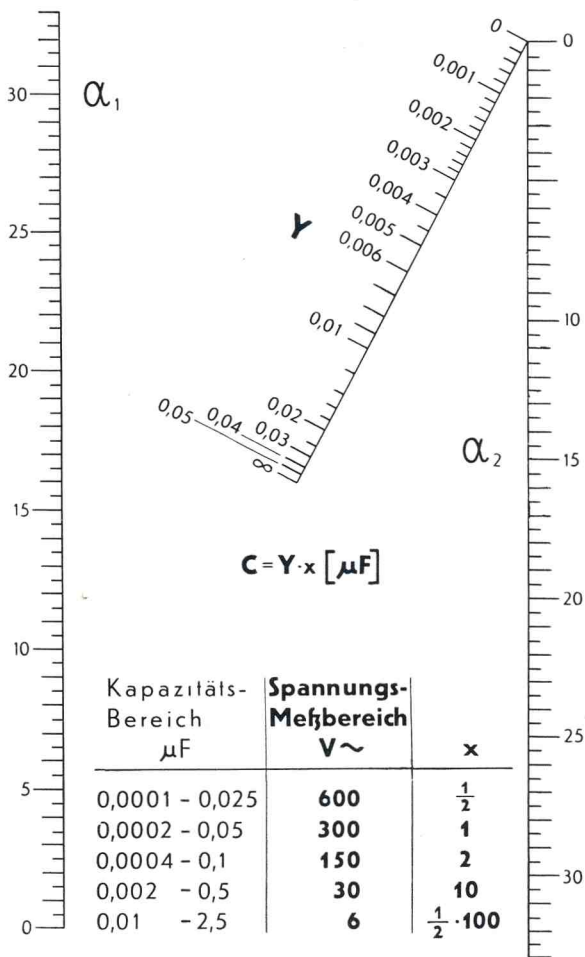 α₁
30
25
20
15
10
5
0
0
0,001
0,002
0,003
0,004
0,005
0,006
0,01
0,02
0,03
0,04
0,05
∞
Y
0
10
15
20
25
30
α₂
C = Y · x [μF]
Kapazitäts- Spannungs-
Bereich Meßbereich
μF V~ x
0,0001 - 0,025 600 1/2
0,0002 - 0,05 300 1
0,0004 - 0,1 150 2
0,002 - 0,5 30 10
0,01 - 2,5 6 1/2 · 100